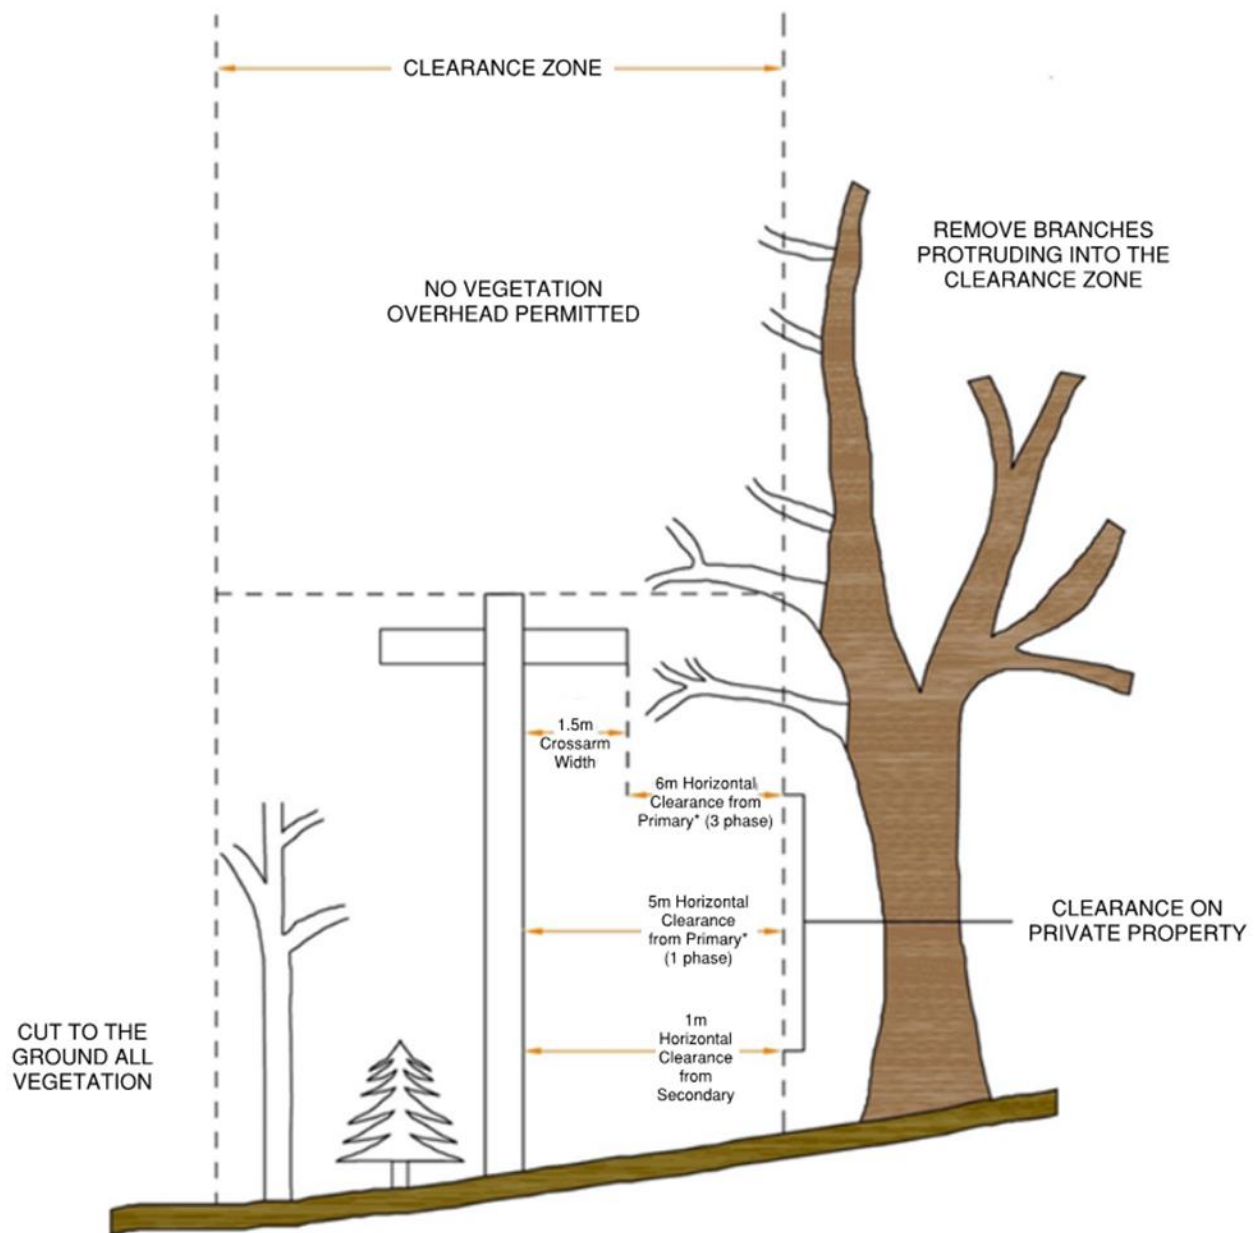 CLEARANCE ZONE
REMOVE BRANCHES
PROTRUDING INTO THE
CLEARANCE ZONE
NO VEGETATION
OVERHEAD PERMITTED
1.5m
Crossarm
Width
6m Horizontal
Clearance from
Primary* (3 phase)
5m Horizontal
Clearance
from Primary*
(1 phase)
CLEARANCE ON
PRIVATE PROPERTY
1m
Horizontal
Clearance
from
Secondary
CUT TO THE
GROUND ALL
VEGETATION